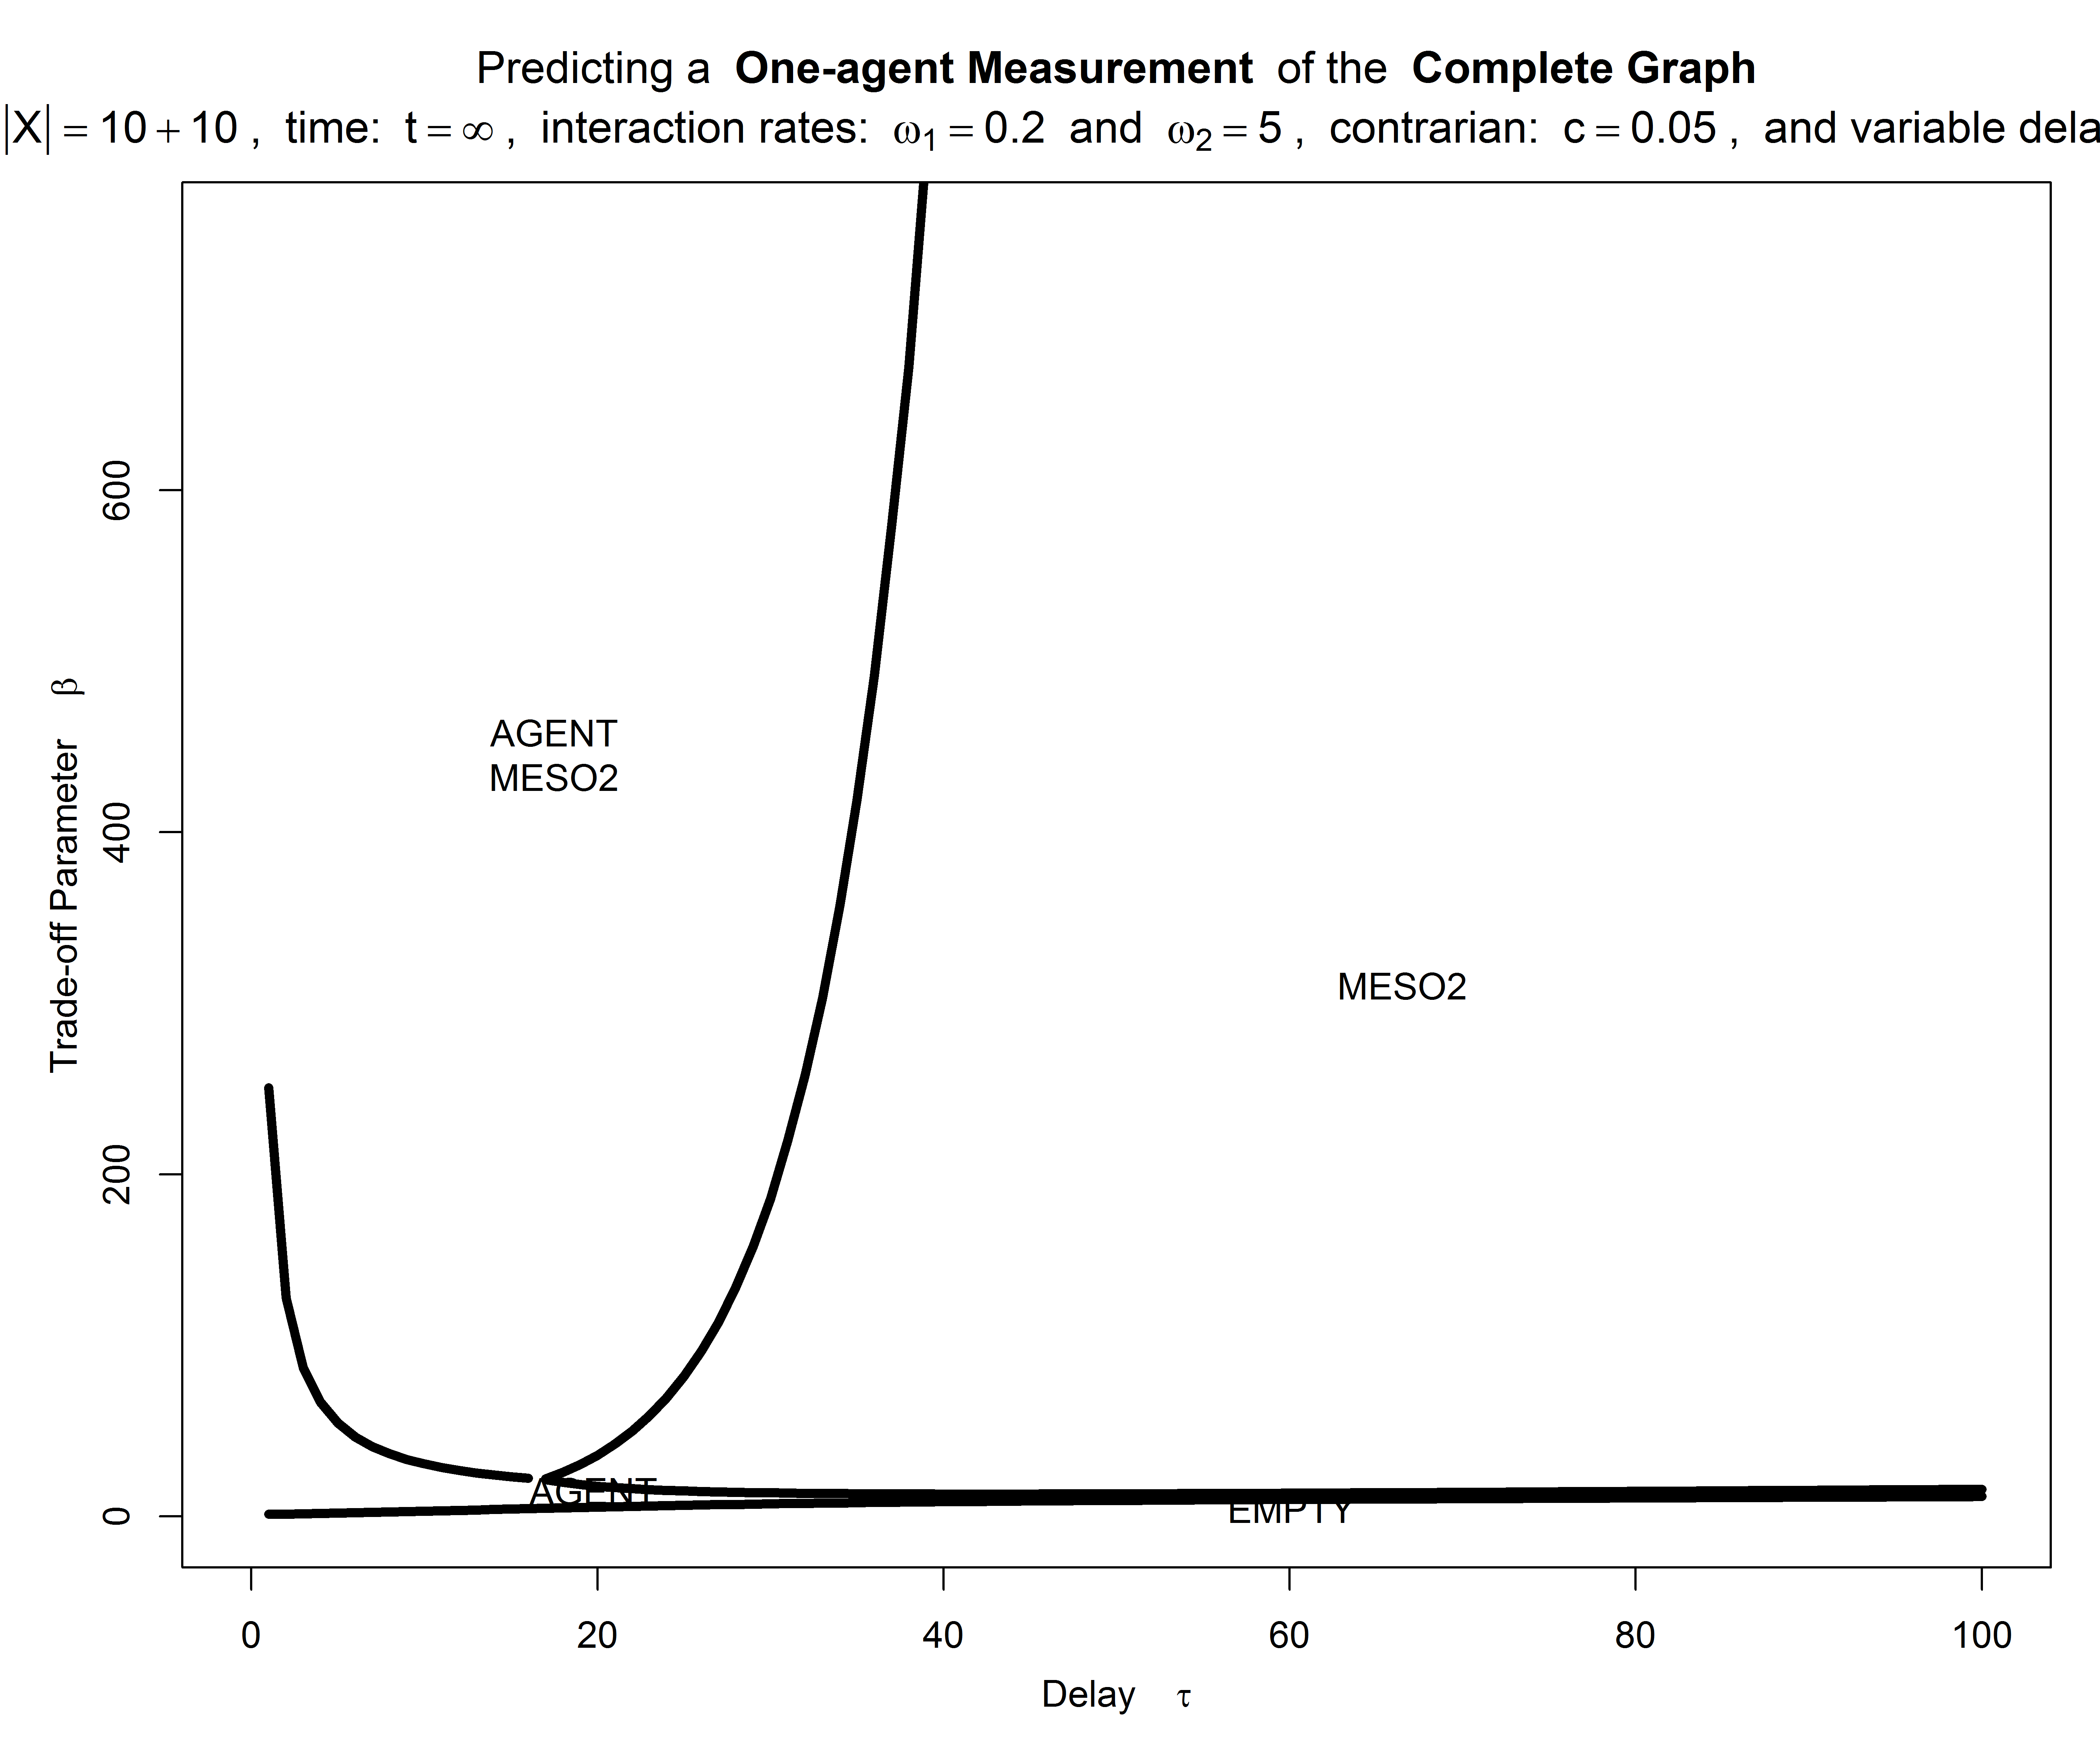 Predicting a One-agent Measurement of the Complete Graph
|X| = 10 + 10 , time: t = ∞ , interaction rates: ω1 = 0.2 and ω2 = 5 , contrarian: c = 0.05 , and variable dela
Trade-off Parameter β
600
400
200
0
AGENT
MESO2
MESO2
AGENT
EMPTY
0 20 40 60 80 100
Delay τ